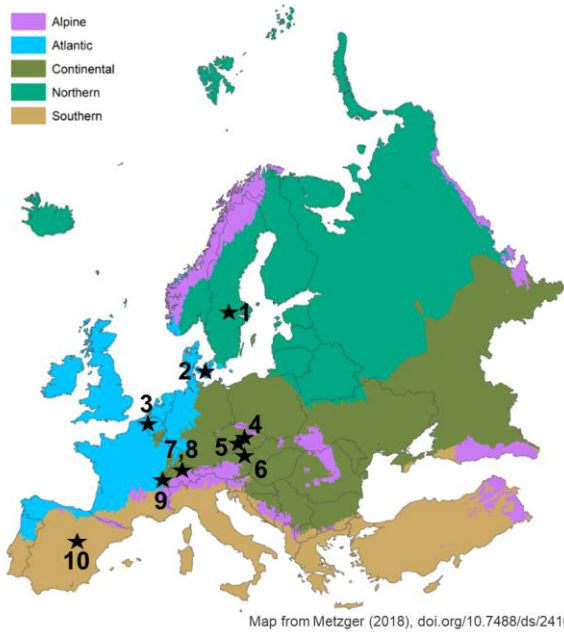 Alpine
Atlantic
Continental
Northern
Southern
1
2
3
4
5
7,8
6
9
10
Map from Metzger (2018), doi.org/10.7488/ds/2416